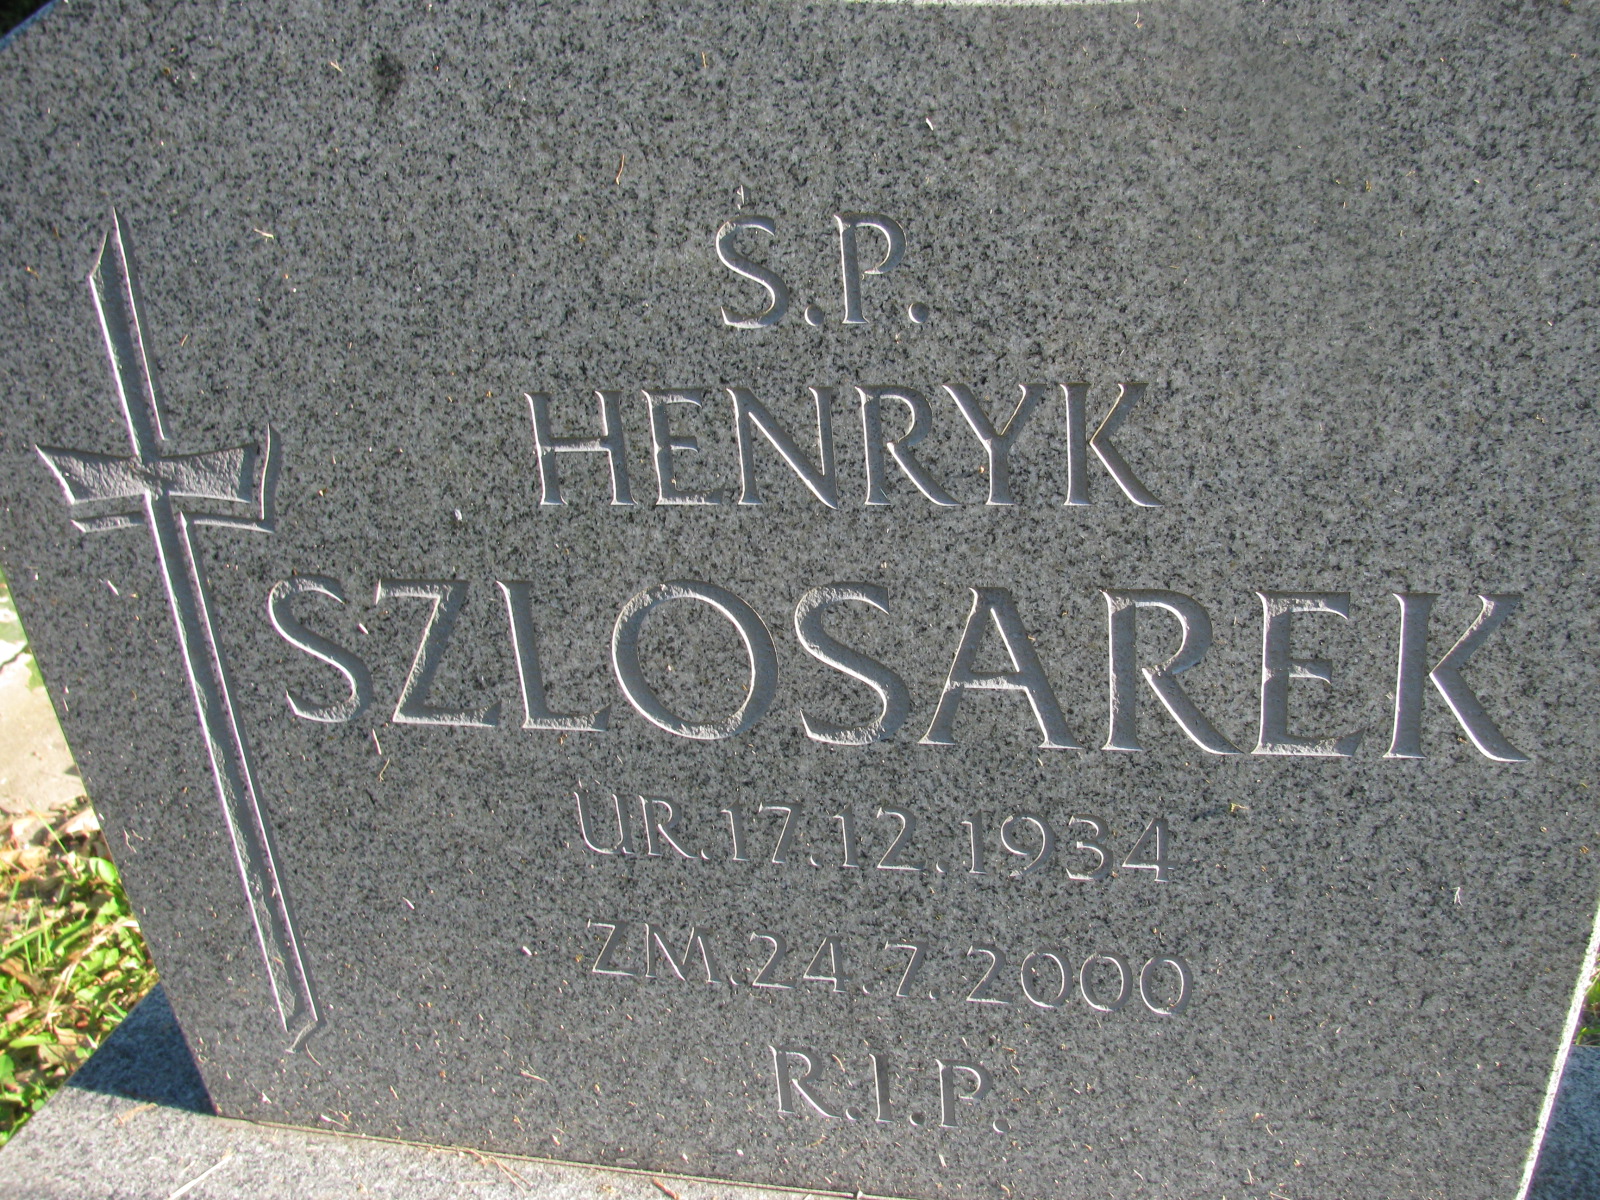 Ś.P.
HENRYK
SZLOSAREK
UR.17.12.1934
ZM.24.7.2000
R.I.P.